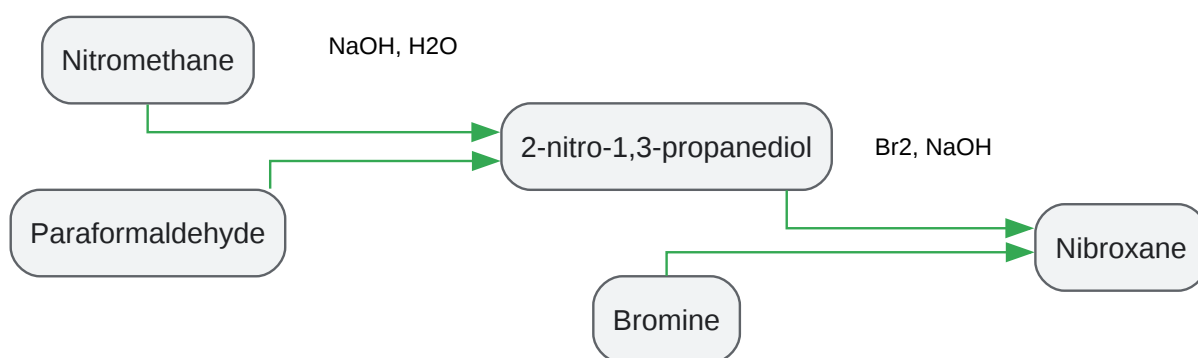 Nitromethane
NaOH, H2O
2-nitro-1,3-propanediol
Br2, NaOH
Paraformaldehyde
Nibroxane
Bromine